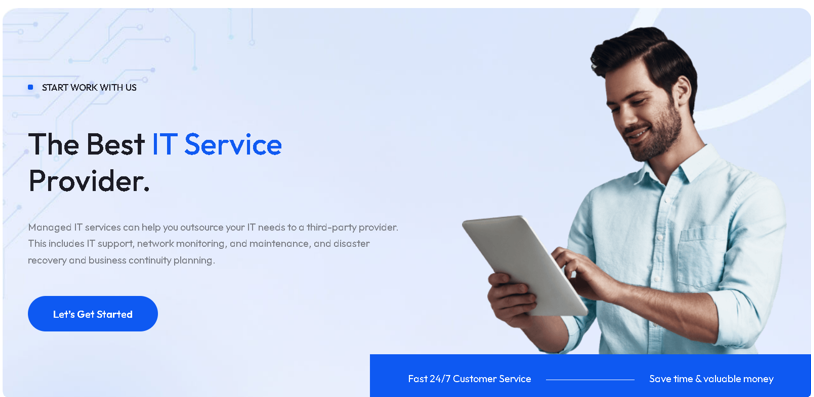 START WORK WITH US
The Best IT Service
Provider.
Managed IT services can help you outsource your IT needs to a third-party provider.
This includes IT support, network monitoring, and maintenance, and disaster
recovery and business continuity planning.
Let's Get Started
Fast 24/7 Customer Service
Save time & valuable money